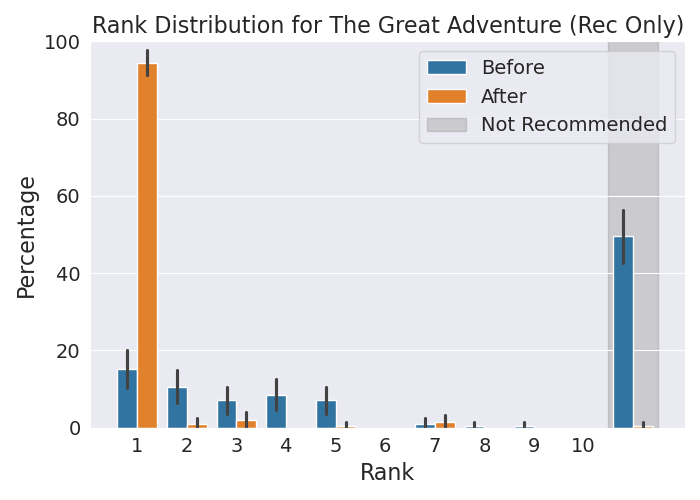 Rank Distribution for The Great Adventure (Rec Only)
100
80
60
40
20
0
Percentage
Before
After
Not Recommended
1 2 3 4 5 6 7 8 9 10
Rank